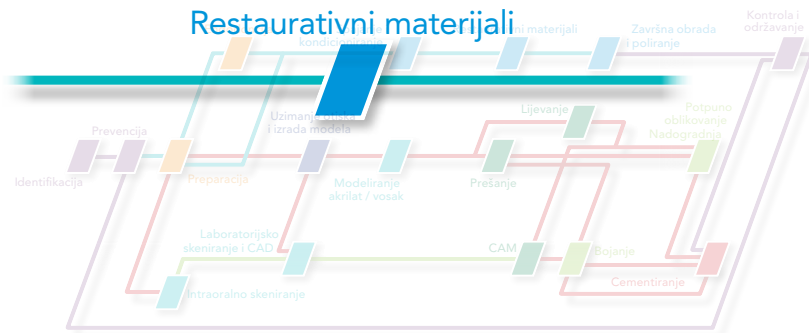 Restaurativni materijali
kondicioniranje
materijali
Završna obrada
i poliranje
Kontrola i
održavanje
Prevencija
Uzimanje otiska
i izrada modela
Lijevanje
Potpuno
oblikovanje
Nadogradnja
Identifikacija
Preparacija
Modeliranje
akrilat / vosak
Prešanje
Laboratorijsko
skeniranje i CAD
CAM
Bojanje
Intraoralno skeniranje
Cementiranje